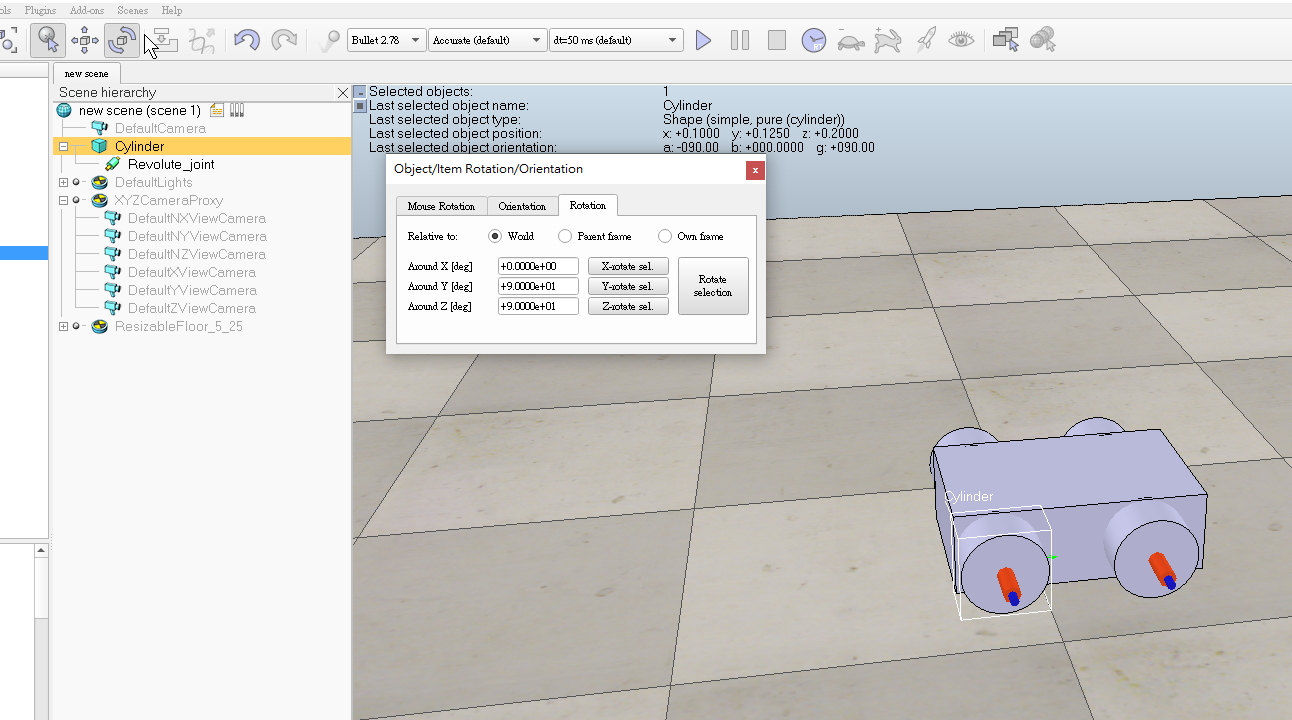 ols Plugins Add-ons Scenes Help
Bullet 2.78 Accurate (default) dt=50 ms (default) RT
new scene
Scene hierarchy
new scene (scene 1)
DefaultCamera
Cylinder
Revolute_joint
DefaultLights
XYZCameraProxy
DefaultNXViewCamera
DefaultNYViewCamera
DefaultNZViewCamera
DefaultXViewCamera
DefaultYViewCamera
DefaultZViewCamera
ResizableFloor_5_25
Selected objects: 1
Last selected object name: Cylinder
Last selected object type: Shape (simple, pure (cylinder))
Last selected object position: x: +0.1000 y: +0.1250 z: +0.2000
Last selected object orientation: a: -090.00 b: +000.0000 g: +090.00
Object/Item Rotation/Orientation x
Mouse Rotation Orientation Rotation
Relative to: World Parent frame Own frame
Around X [deg] +0.0000e+00 X-rotate sel.
Around Y [deg] +9.0000e+01 Y-rotate sel.
Around Z [deg] +9.0000e+01 Z-rotate sel.
Rotate
selection
Cylinder